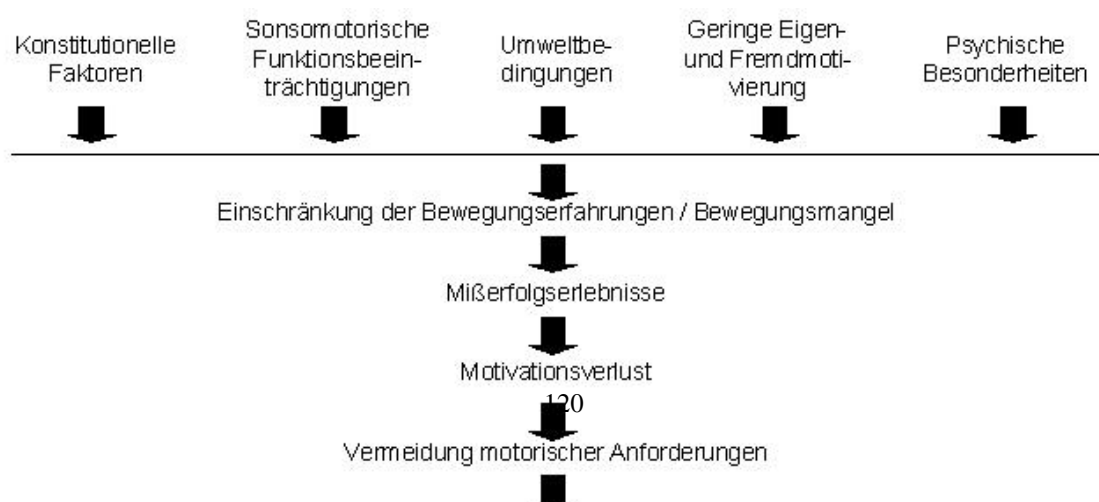 Konstitutionelle
Faktoren
Sonsomotorische
Funktionsbeein-
trächtigungen
Umweltbe-
dingungen
Geringe Eigen-
und Fremdmoti-
vierung
Psychische
Besonderheiten
Einschränkung der Bewegungserfahrungen / Bewegungsmangel
Mißerfolgserlebnisse
Motivationsverlust
120
Vermeidung motorischer Anforderungen